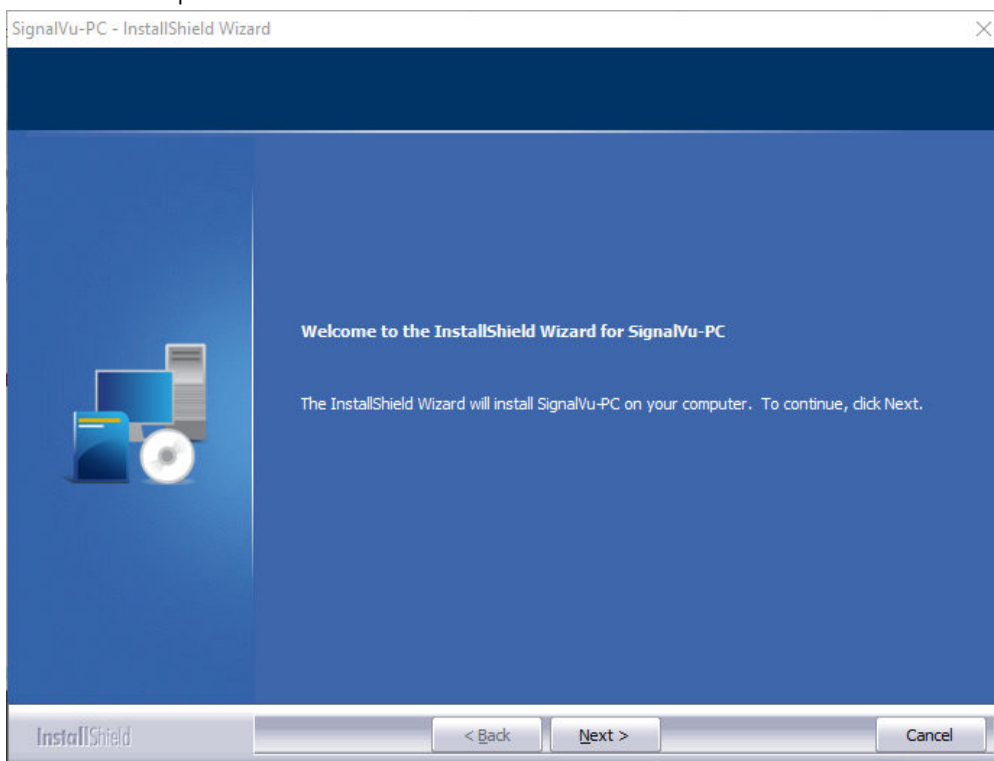 SignalVu-PC - InstallShield Wizard
Welcome to the InstallShield Wizard for SignalVu-PC
The InstallShield Wizard will install SignalVu-PC on your computer. To continue, click Next.
InstallShield
< Back
Next >
Cancel